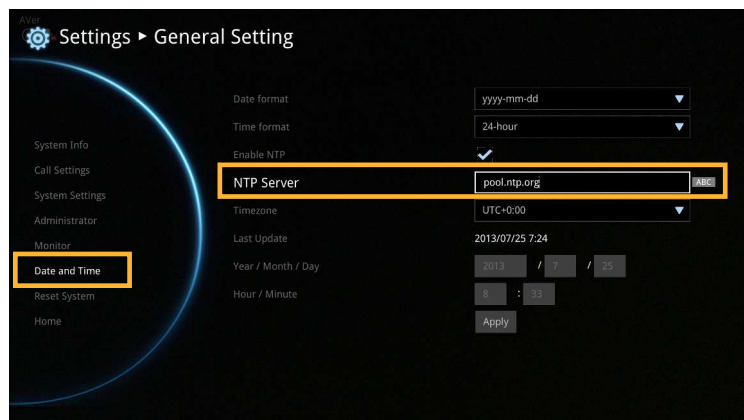 AVer
Settings ▸ General Setting
Date format yyyy-mm-dd
Time format 24-hour
System Info
Enable NTP
Call Settings
NTP Server pool.ntp.org ABC
System Settings
Timezone UTC+0:00
Administrator
Last Update 2013/07/25 7:24
Monitor
Year / Month / Day 2013 / 7 / 25
Date and Time
Hour / Minute 8 : 33
Reset System
Apply
Home